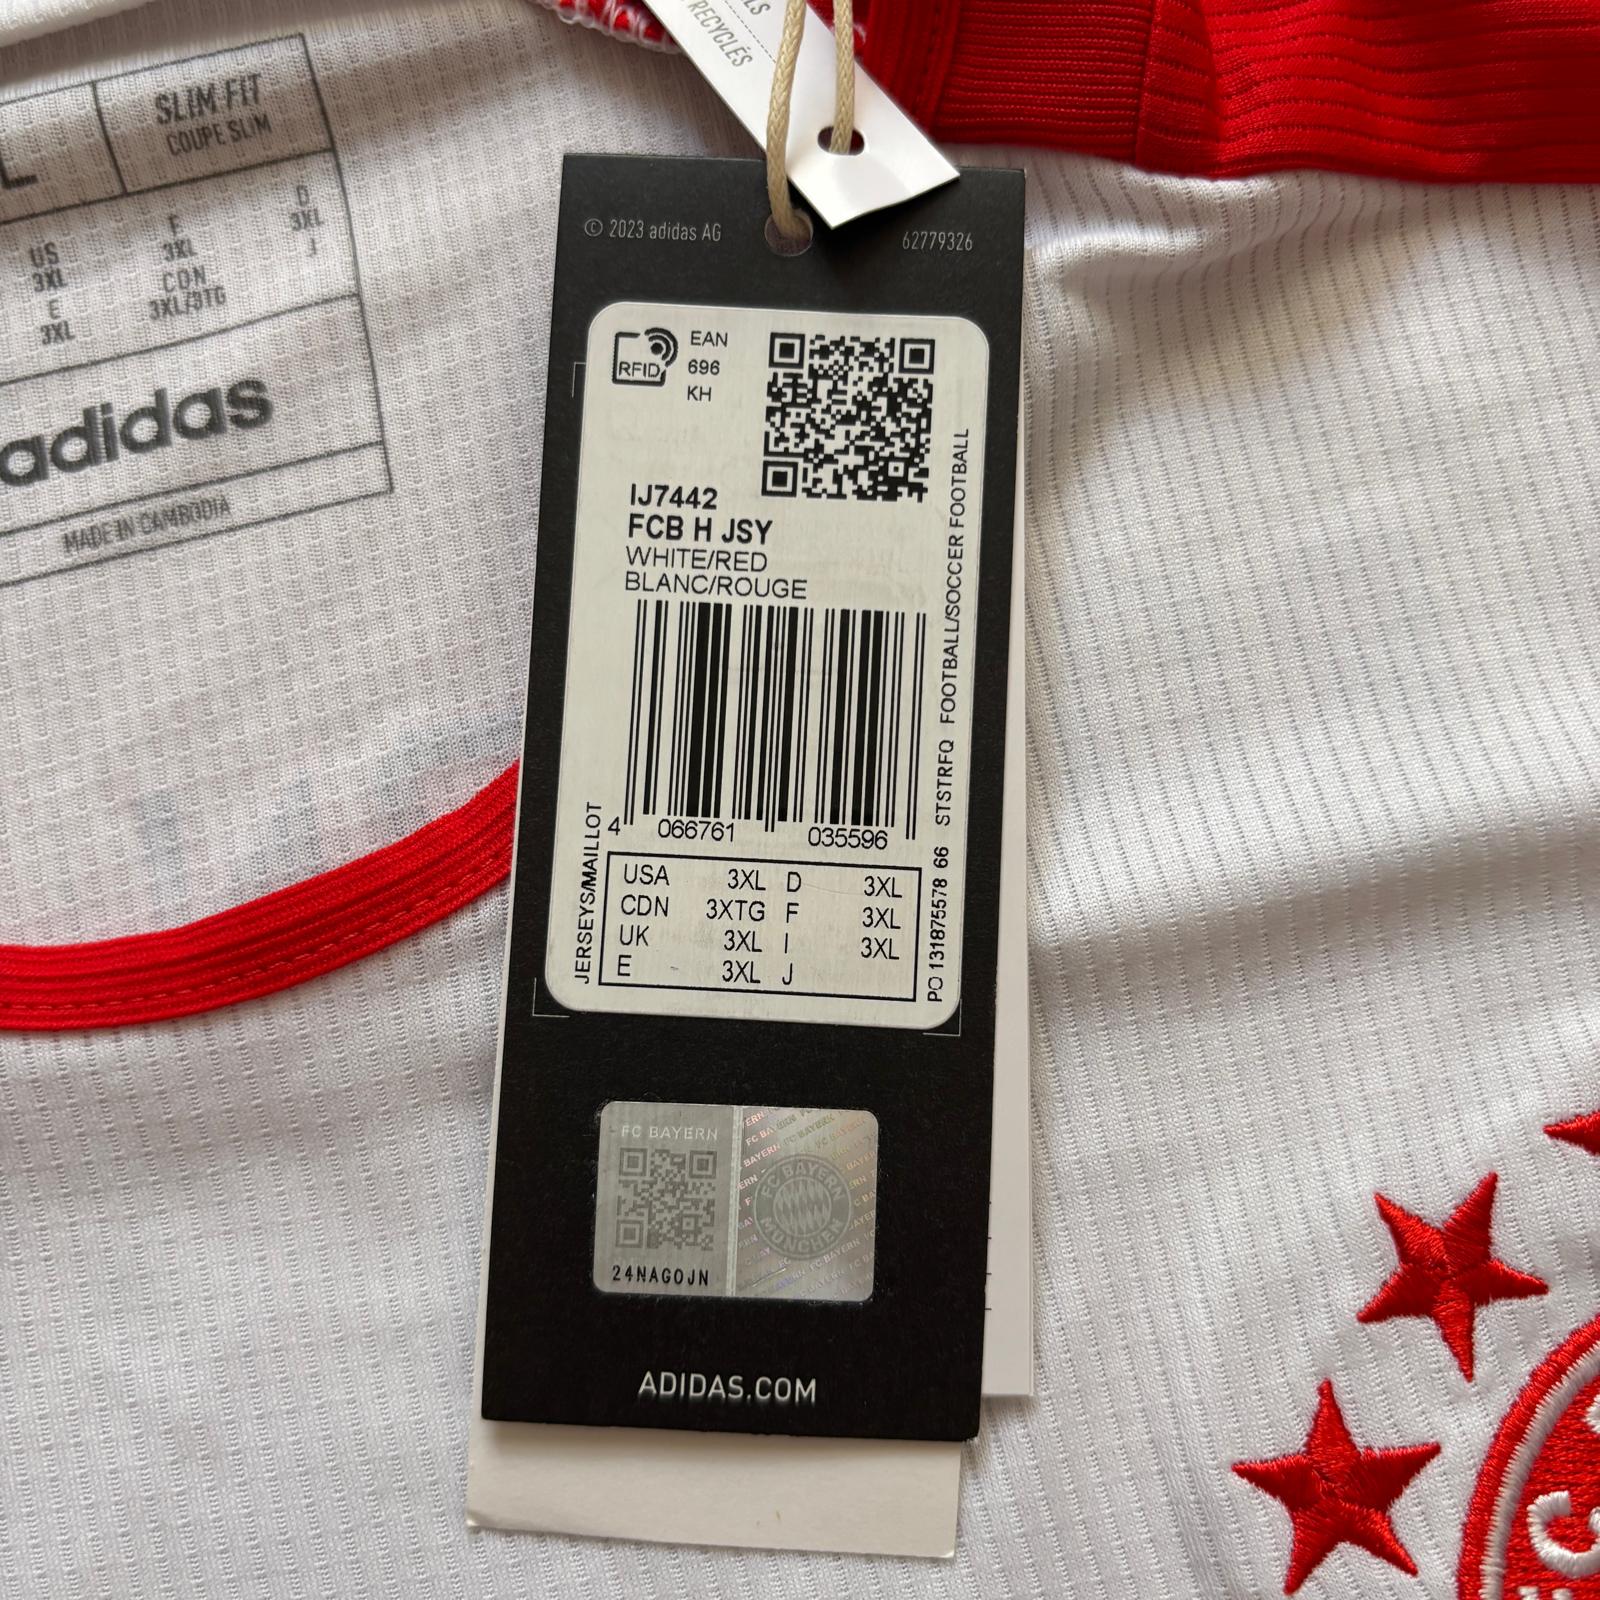 LS
RECYCLÉS
L
SLIM FIT
COUPE SLIM
US
3XL
F
3XL
D
3XL
E
3XL
CDN
3XL/3TG
J
adidas
MADE IN CAMBODIA
© 2023 adidas AG
62779326
RFID
EAN
696
KH
IJ7442
FCB H JSY
WHITE/RED
BLANC/ROUGE
4 066761 035596
JERSEYS/MAILLOT
PO 131875578 66 STSTRFQ FOOTBALL/SOCCER FOOTBALL
USA 3XL D 3XL
CDN 3XTG F 3XL
UK 3XL I 3XL
E 3XL J
FC BAYERN
24NAGOJN
FC BAYERN
MÜNCHEN
ADIDAS.COM